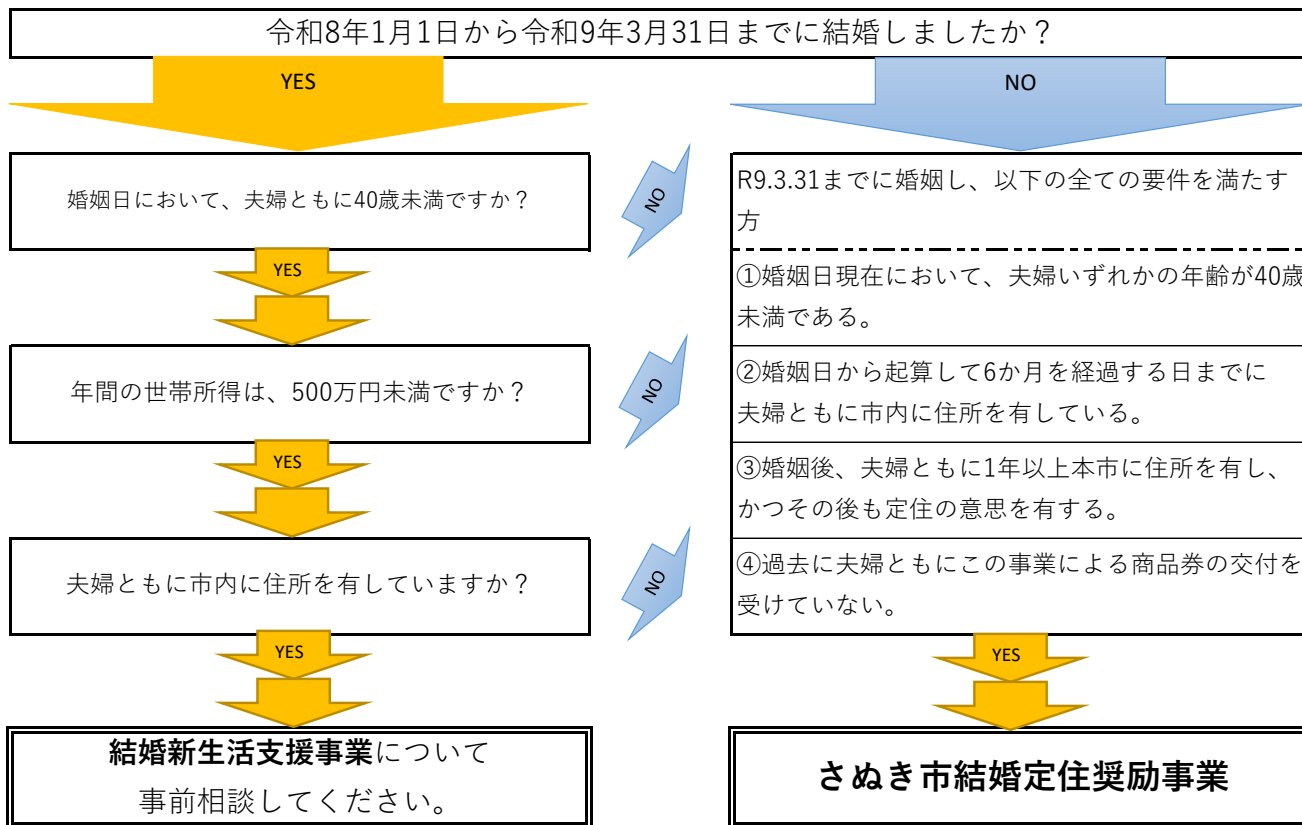 令和8年1月1日から令和9年3月31日までに結婚しましたか？
YES
NO
婚姻日において、夫婦ともに40歳未満ですか？
NO
YES
年間の世帯所得は、500万円未満ですか？
NO
YES
夫婦ともに市内に住所を有していますか？
NO
YES
結婚新生活支援事業について
事前相談してください。
R9.3.31までに婚姻し、以下の全ての要件を満たす
方
①婚姻日現在において、夫婦いずれかの年齢が40歳
未満である。
②婚姻日から起算して6か月を経過する日までに
夫婦ともに市内に住所を有している。
③婚姻後、夫婦ともに1年以上本市に住所を有し、
かつその後も定住の意思を有する。
④過去に夫婦ともにこの事業による商品券の交付を
受けていない。
YES
さぬき市結婚定住奨励事業